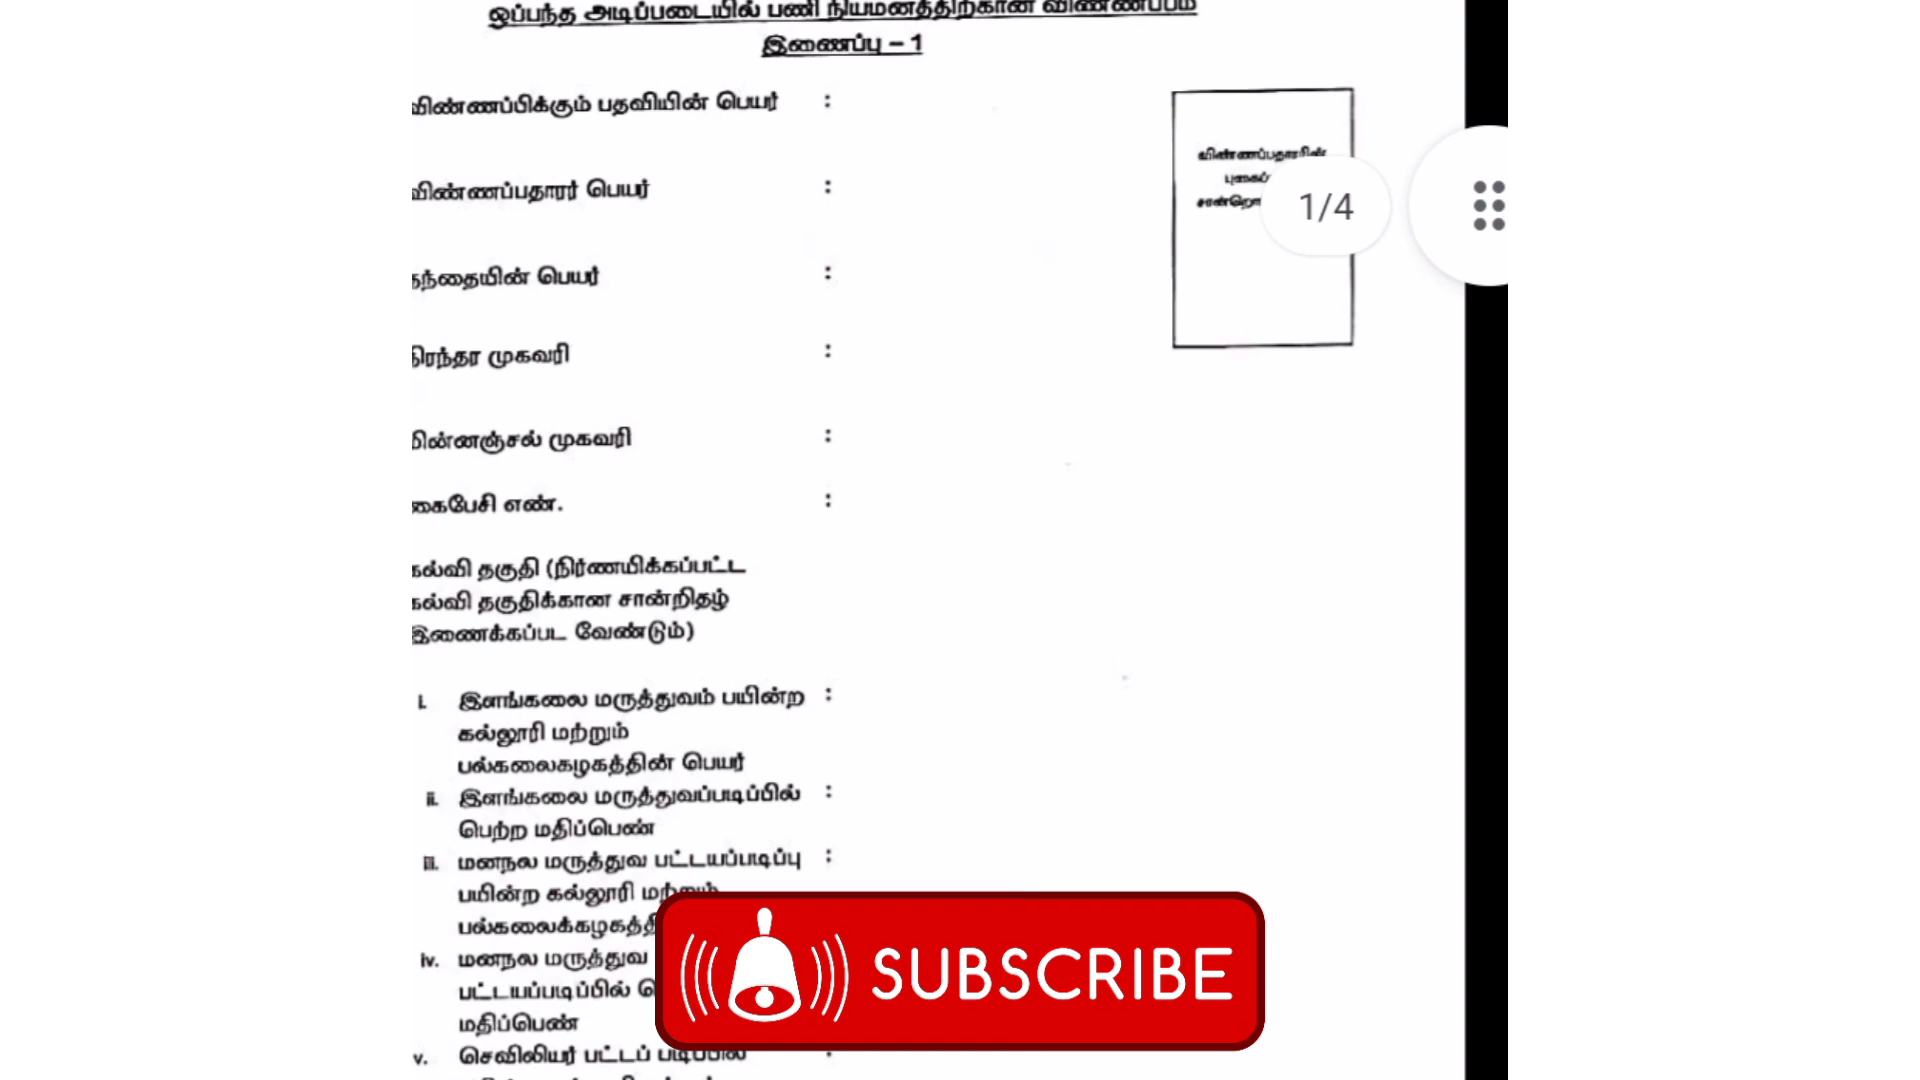 ஒப்பந்த அடிப்படையில் பணி நியமனத்திற்கான விண்ணப்பம்
இணைப்பு – 1
விண்ணப்பிக்கும் பதவியின் பெயர் :
விண்ணப்பதாரர் பெயர் :
தந்தையின் பெயர் :
நிரந்தர முகவரி :
மின்னஞ்சல் முகவரி :
கைபேசி எண். :
கல்வி தகுதி (நிர்ணயிக்கப்பட்ட
கல்வி தகுதிக்கான சான்றிதழ்
இணைக்கப்பட வேண்டும்)
i. இளங்கலை மருத்துவம் பயின்ற :
கல்லூரி மற்றும்
பல்கலைகழகத்தின் பெயர்
ii. இளங்கலை மருத்துவப்படிப்பில் :
பெற்ற மதிப்பெண்
iii. மனநல மருத்துவ பட்டயப்படிப்பு :
பயின்ற கல்லூரி மற்றும்
iv. மனநல மருத்துவ
பட்டயப்படிப்பில்
மதிப்பெண்
v. செவிலியர் பட்டப் படிப்பில் :
விண்ணப்பதாரரின்
1/4
SUBSCRIBE